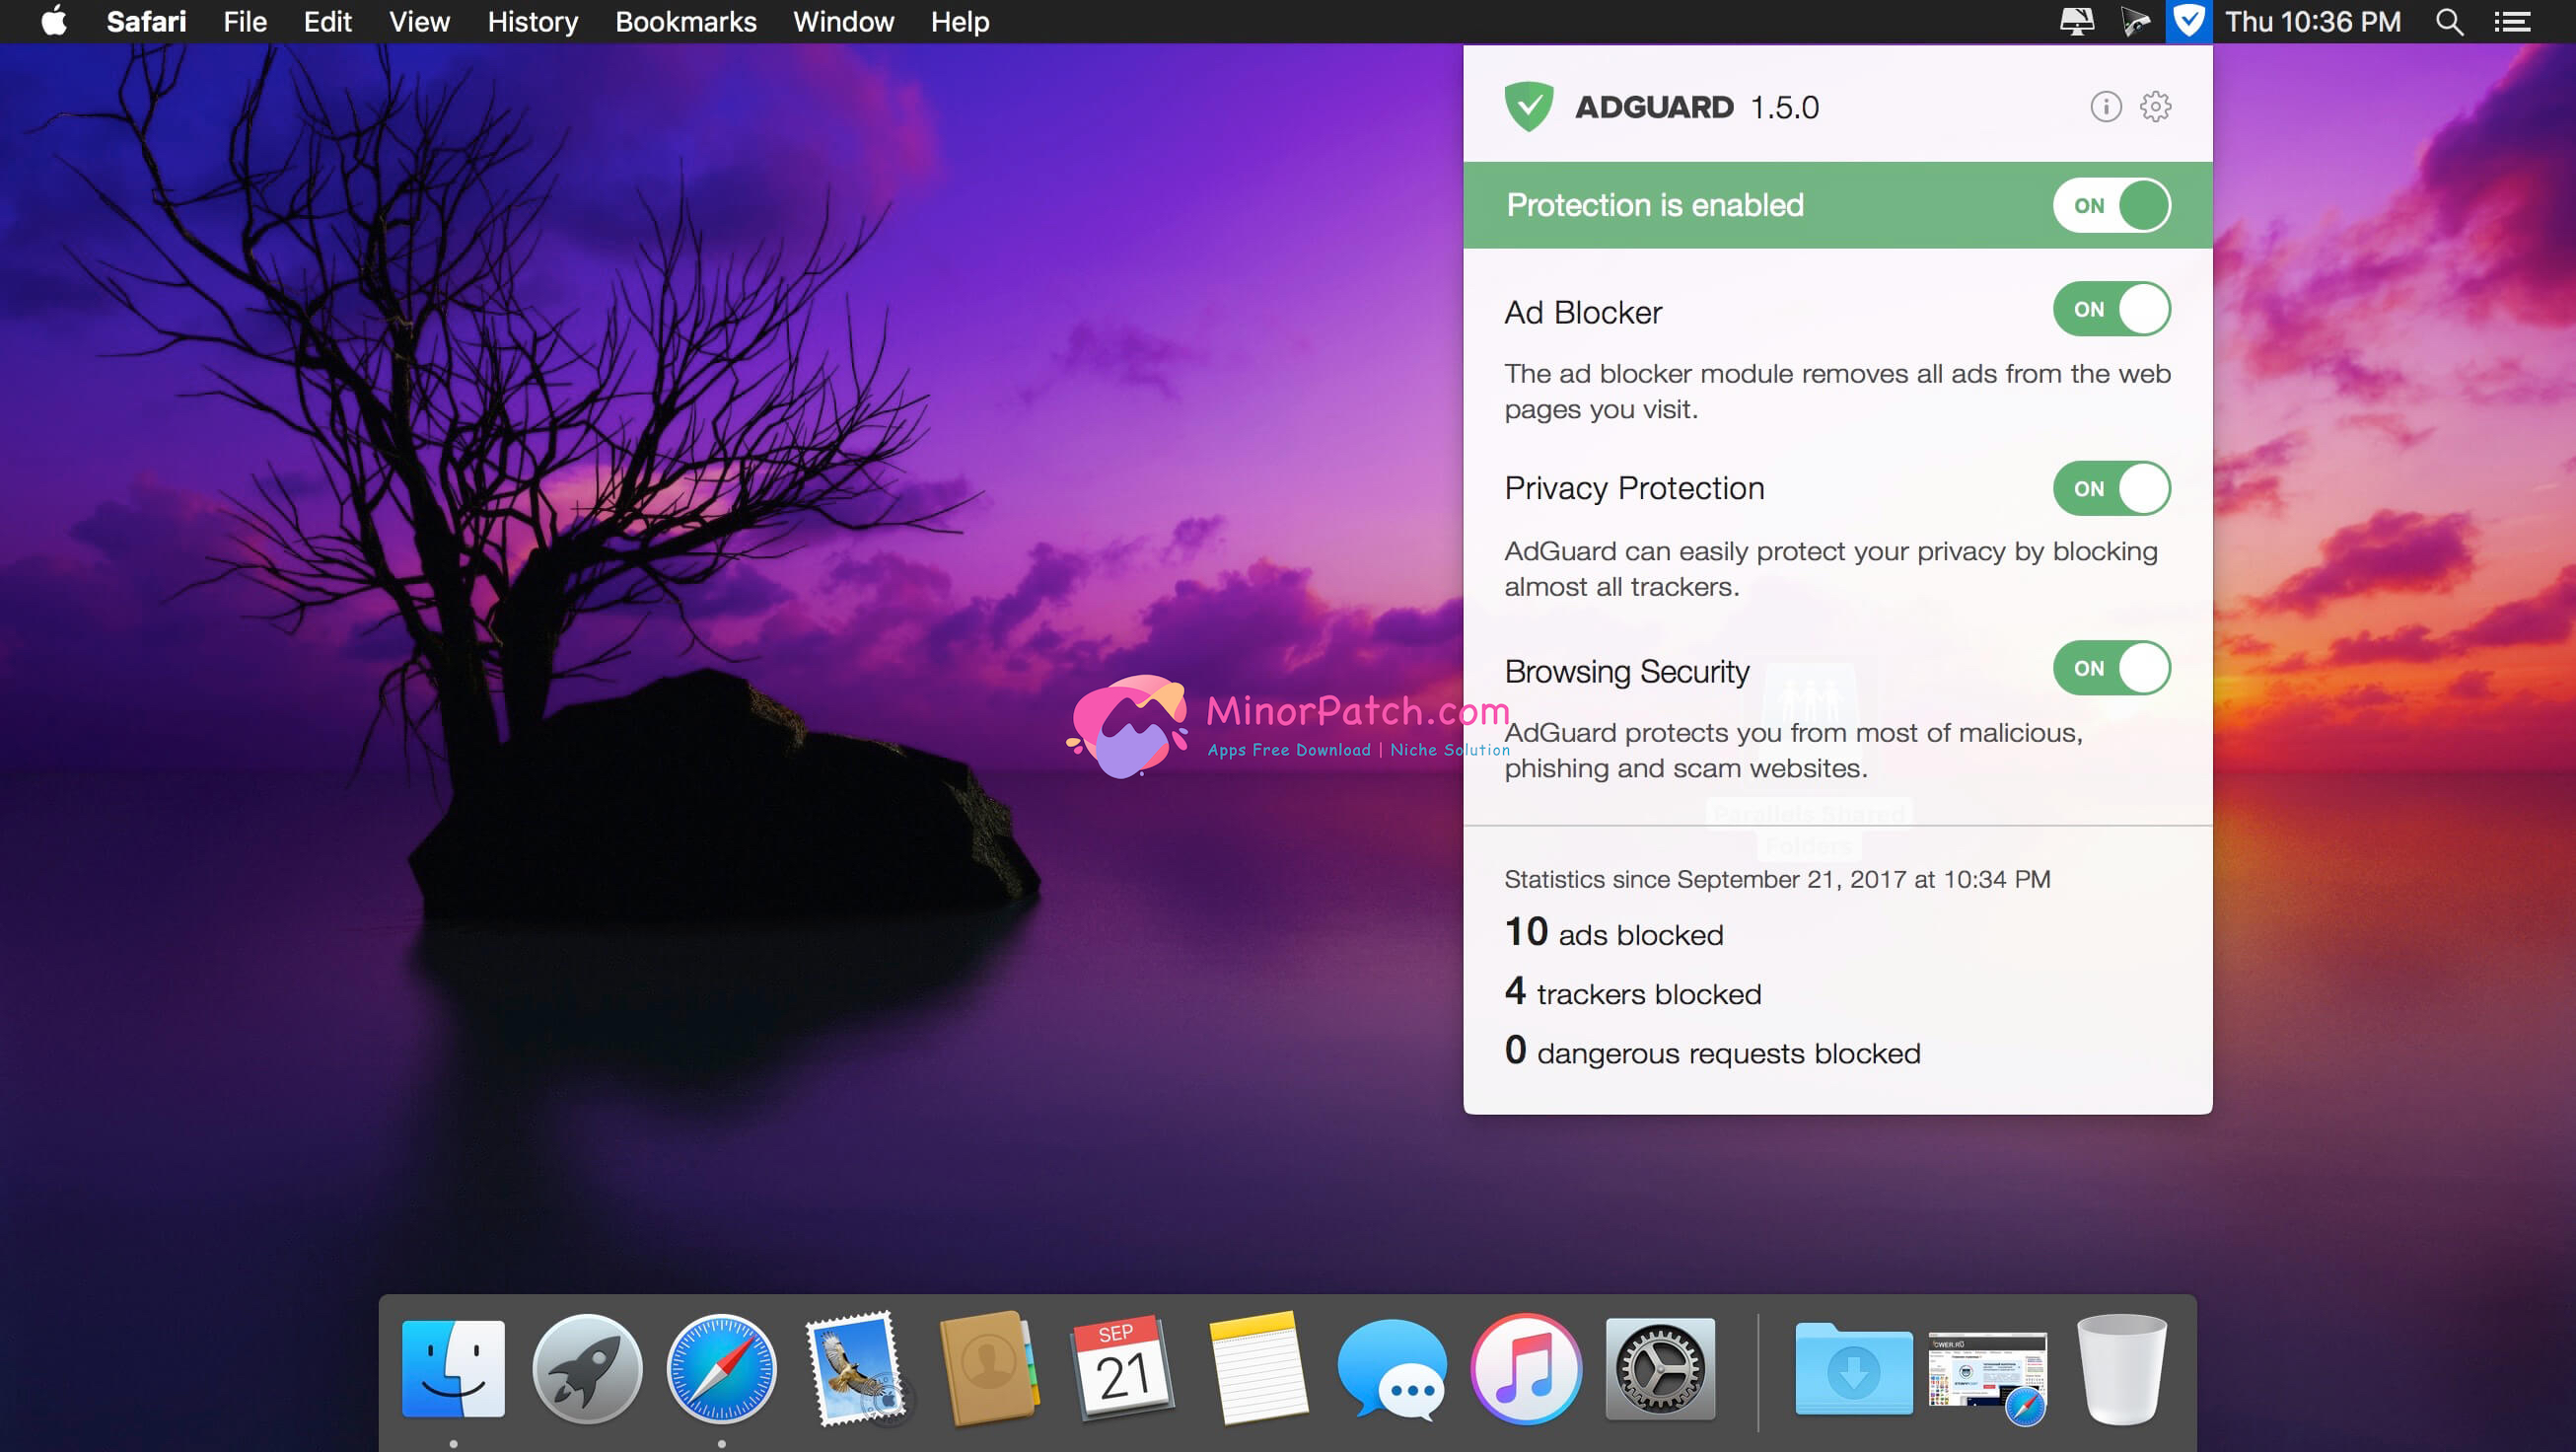 Safari File Edit View History Bookmarks Window Help
Thu 10:36 PM
ADGUARD 1.5.0
Protection is enabled
ON
Ad Blocker
ON
The ad blocker module removes all ads from the web
pages you visit.
Privacy Protection
ON
AdGuard can easily protect your privacy by blocking
almost all trackers.
Browsing Security
ON
AdGuard protects you from most of malicious,
phishing and scam websites.
MinorPatch.com
Apps Free Download | Niche Solution
Parallels Shared
Folders
Statistics since September 21, 2017 at 10:34 PM
10 ads blocked
4 trackers blocked
0 dangerous requests blocked
SEP
21